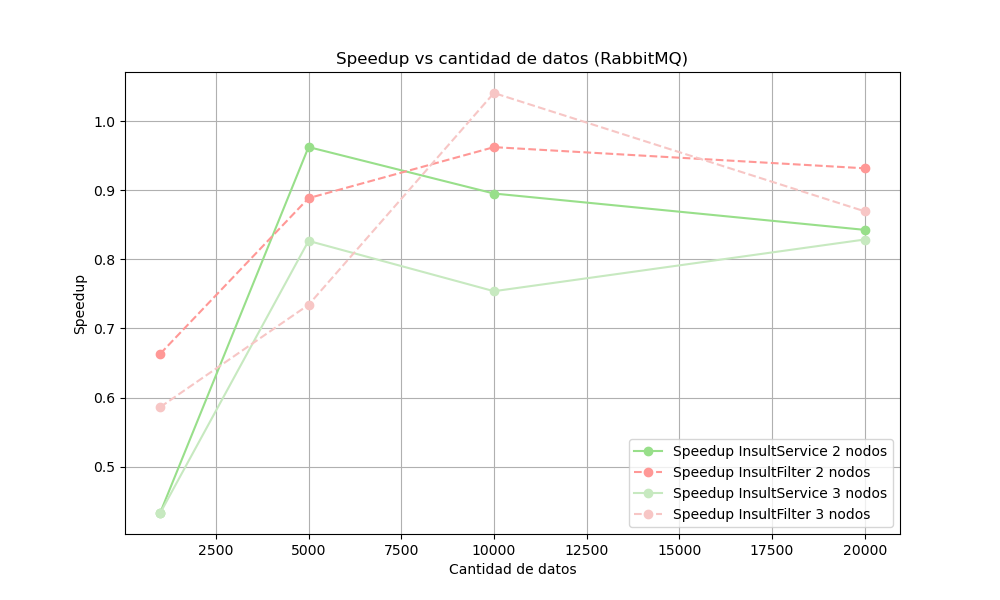 Speedup vs cantidad de datos (RabbitMQ)
1.0
0.9
0.8
0.7
0.6
0.5
Speedup
Speedup InsultService 2 nodos
Speedup InsultFilter 2 nodos
Speedup InsultService 3 nodos
Speedup InsultFilter 3 nodos
2500 5000 7500 10000 12500 15000 17500 20000
Cantidad de datos